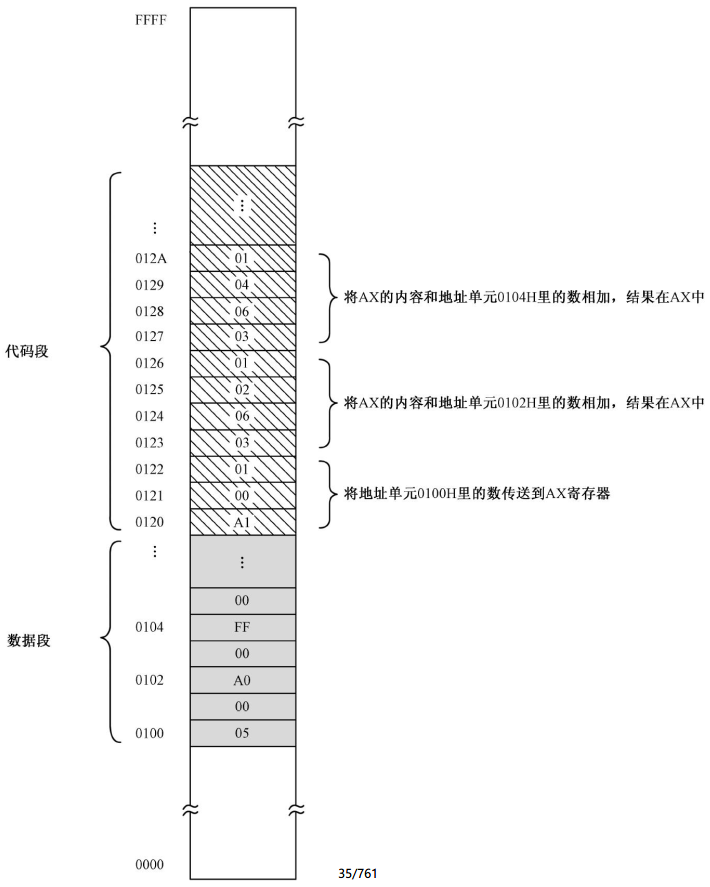 FFFF
⋮
⋮
012A 01
0129 04
0128 06
将AX的内容和地址单元0104H里的数相加，结果在AX中
0127 03
代码段
0126 01
0125 02
0124 06
将AX的内容和地址单元0102H里的数相加，结果在AX中
0123 03
0122 01
0121 00
将地址单元0100H里的数传送到AX寄存器
0120 A1
⋮
⋮
00
0104 FF
数据段
00
0102 A0
00
0100 05
0000
35/761